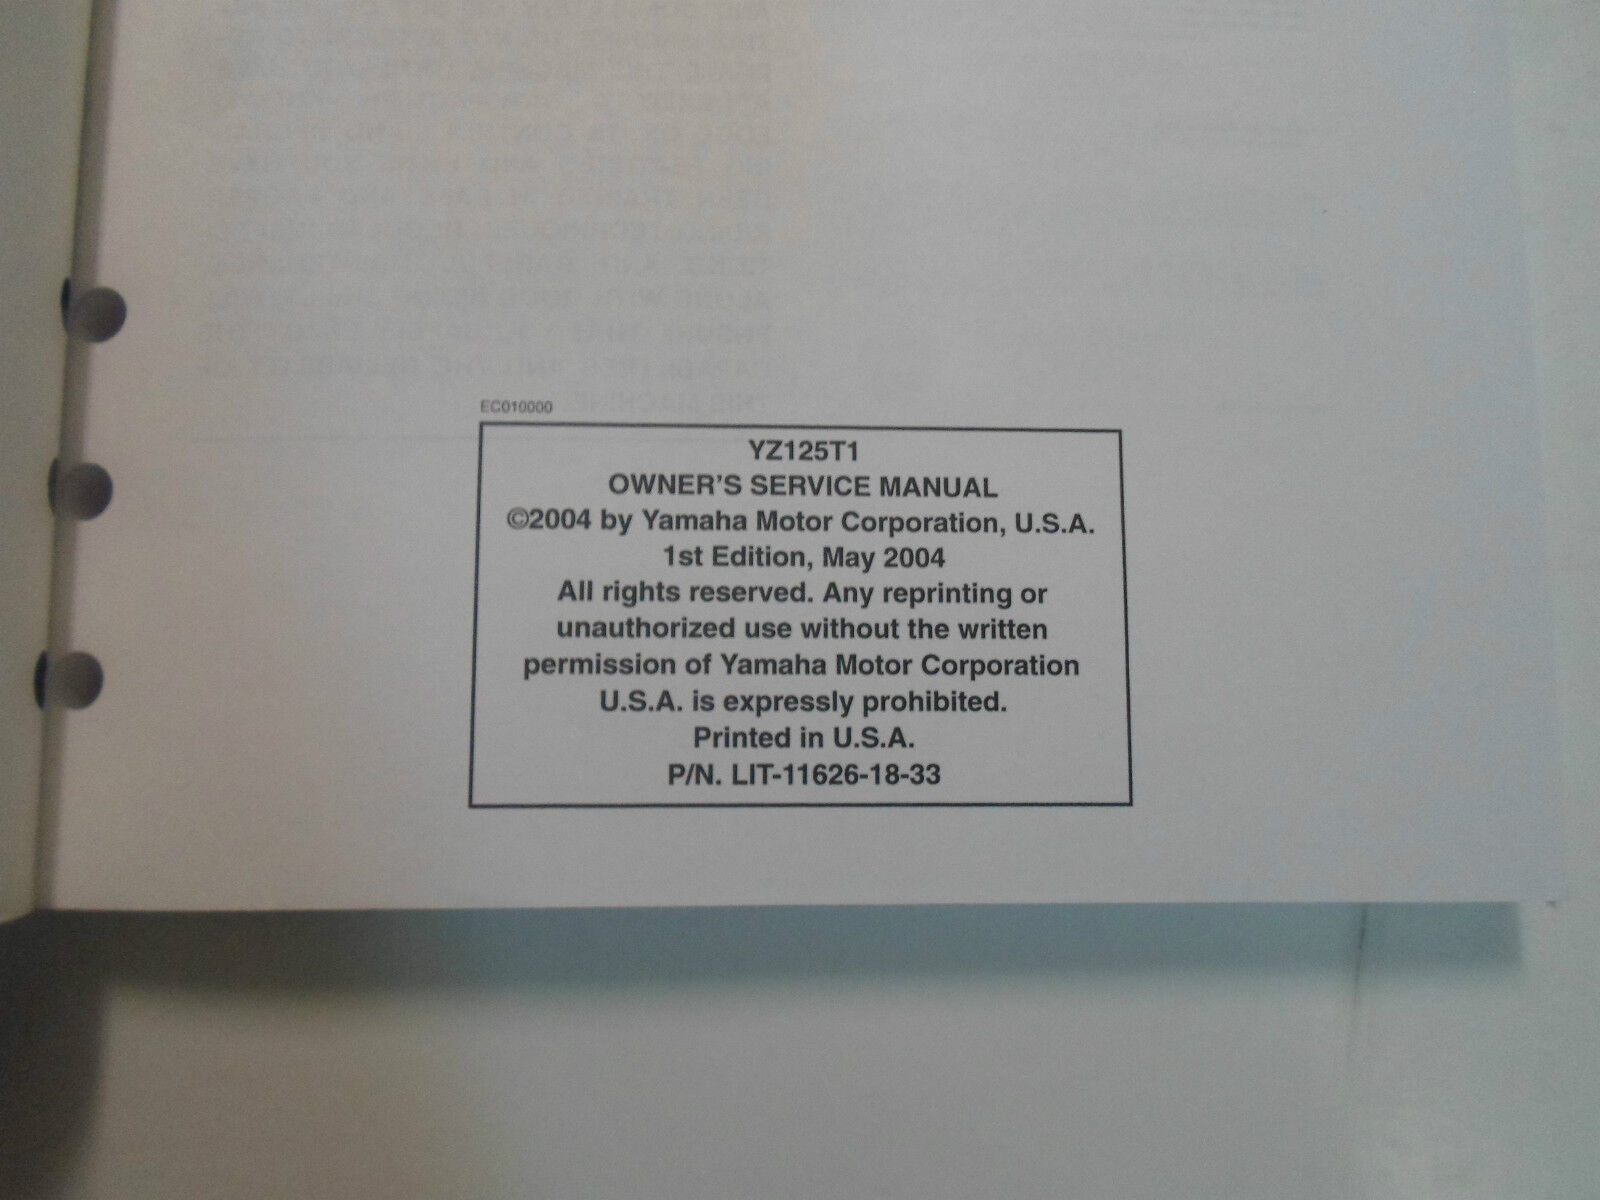 EC010000
YZ125T1
OWNER'S SERVICE MANUAL
©2004 by Yamaha Motor Corporation, U.S.A.
1st Edition, May 2004
All rights reserved. Any reprinting or
unauthorized use without the written
permission of Yamaha Motor Corporation
U.S.A. is expressly prohibited.
Printed in U.S.A.
P/N. LIT-11626-18-33